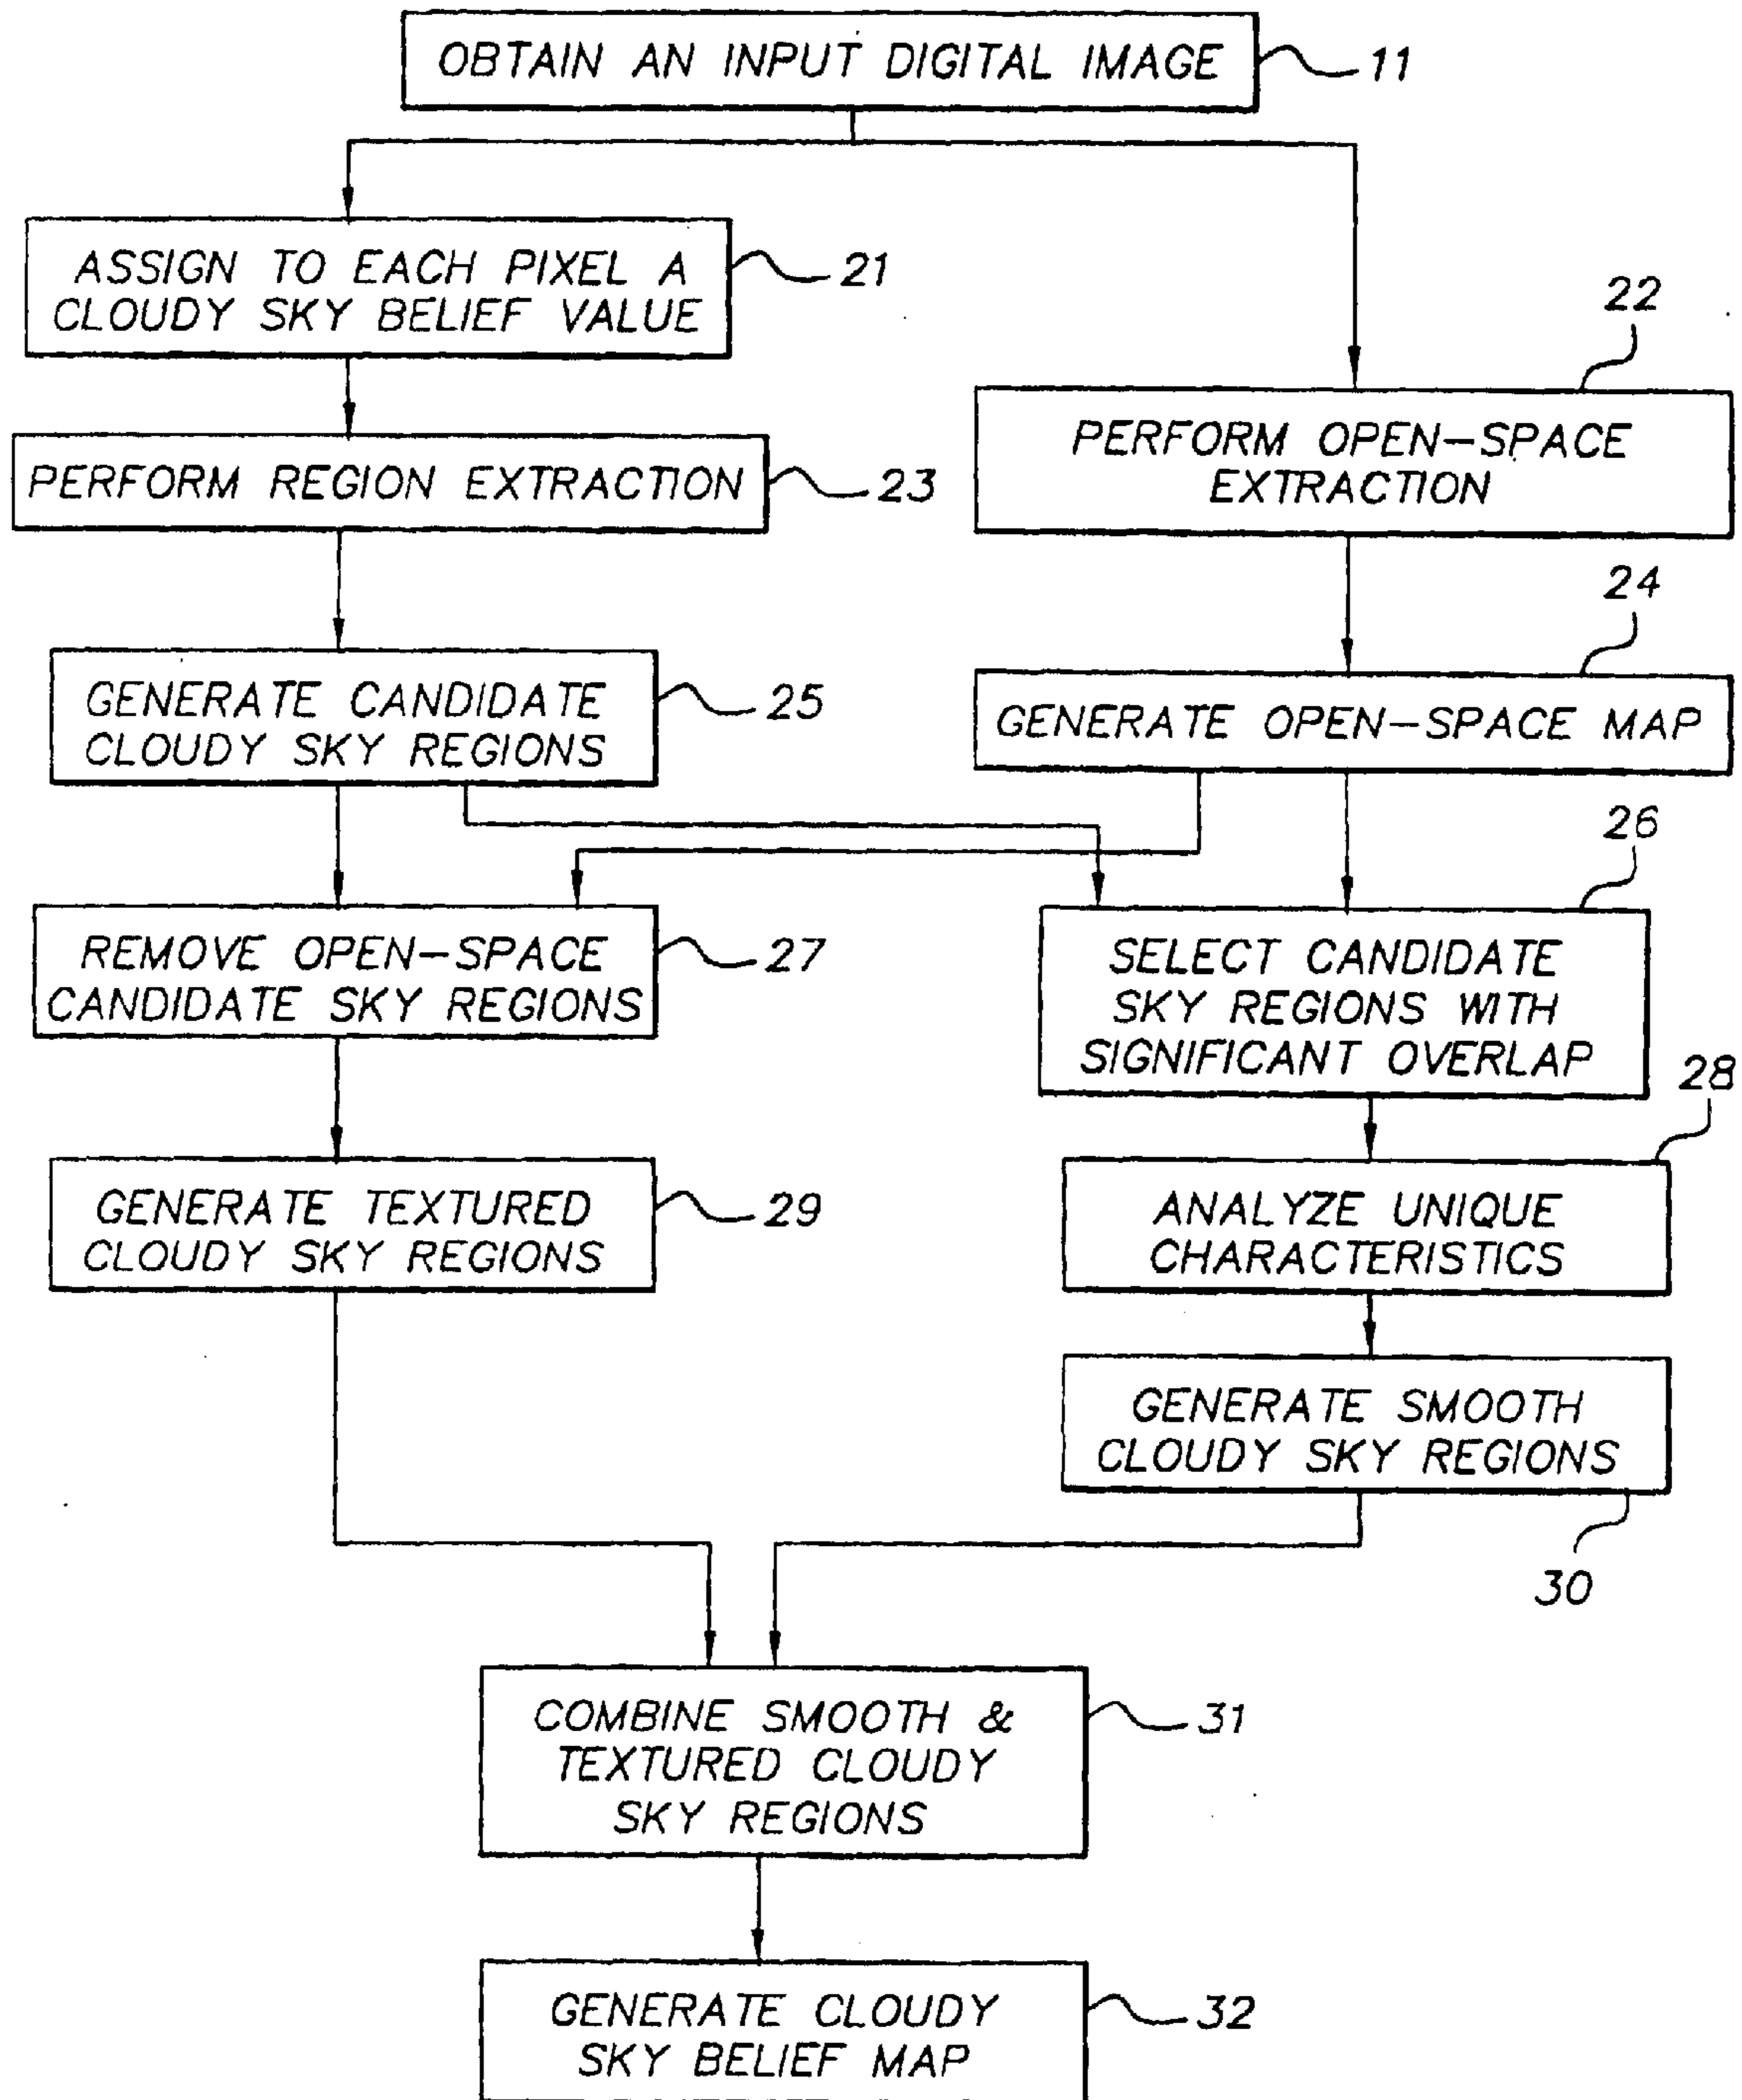 OBTAIN AN INPUT DIGITAL IMAGE
11
ASSIGN TO EACH PIXEL A
CLOUDY SKY BELIEF VALUE
21
22
PERFORM OPEN-SPACE
EXTRACTION
PERFORM REGION EXTRACTION
23
24
GENERATE CANDIDATE
CLOUDY SKY REGIONS
25
GENERATE OPEN-SPACE MAP
26
REMOVE OPEN-SPACE
CANDIDATE SKY REGIONS
27
SELECT CANDIDATE
SKY REGIONS WITH
SIGNIFICANT OVERLAP
28
GENERATE TEXTURED
CLOUDY SKY REGIONS
29
ANALYZE UNIQUE
CHARACTERISTICS
GENERATE SMOOTH
CLOUDY SKY REGIONS
30
COMBINE SMOOTH &
TEXTURED CLOUDY
SKY REGIONS
31
GENERATE CLOUDY
SKY BELIEF MAP
32